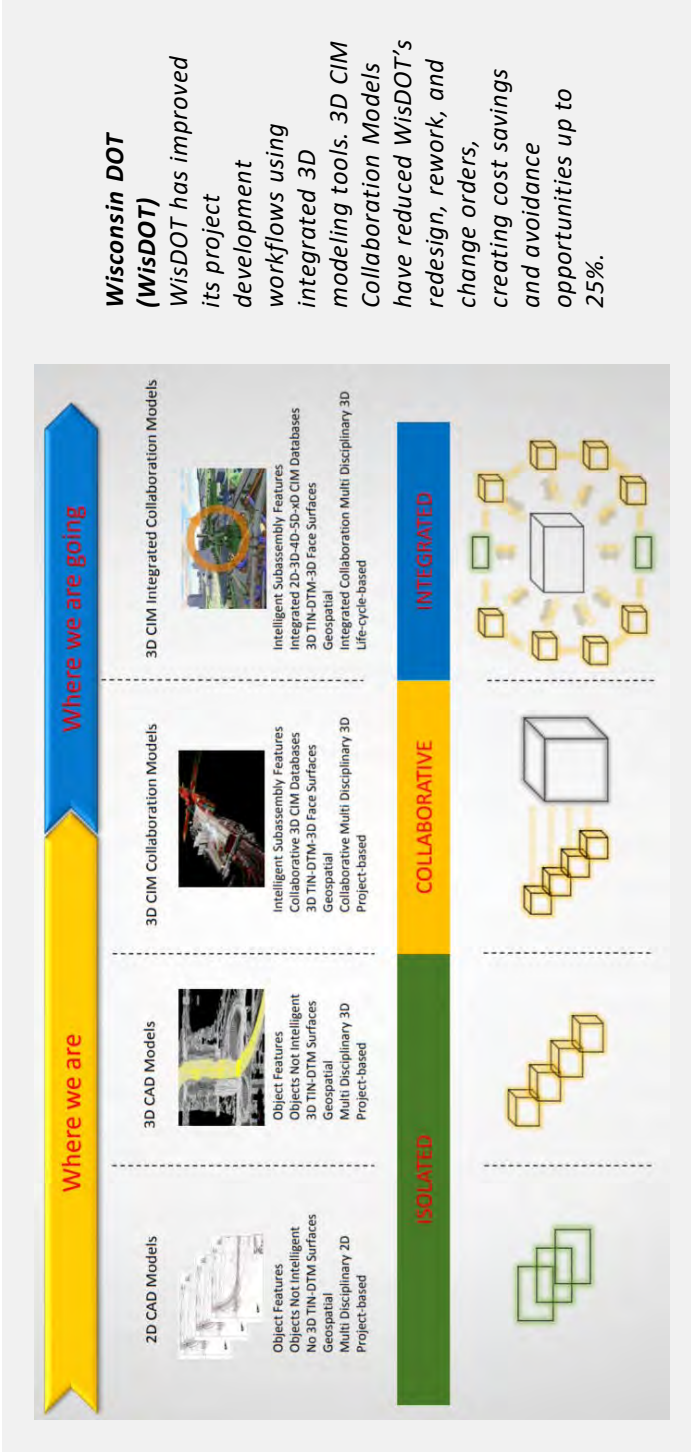 Where we are
Where we are going
2D CAD Models
Object Features
Objects Not Intelligent
No 3D TIN-DTM Surfaces
Geospatial
Multi Disciplinary 2D
Project-based
3D CAD Models
Object Features
Objects Not Intelligent
3D TIN-DTM Surfaces
Geospatial
Multi Disciplinary 3D
Project-based
3D CIM Collaboration Models
Intelligent Subassembly Features
Collaborative 3D CIM Databases
3D TIN-DTM-3D Face Surfaces
Geospatial
Collaborative Multi Disciplinary 3D
Project-based
3D CIM Integrated Collaboration Models
Intelligent Subassembly Features
Integrated 2D-3D-4D-5D-xD CIM Databases
3D TIN-DTM-3D Face Surfaces
Geospatial
Integrated Collaboration Multi Disciplinary 3D
Life-cycle-based
ISOLATED
COLLABORATIVE
INTEGRATED
Wisconsin DOT
(WisDOT)
WisDOT has improved
its project
development
workflows using
integrated 3D
modeling tools. 3D CIM
Collaboration Models
have reduced WisDOT’s
redesign, rework, and
change orders,
creating cost savings
and avoidance
opportunities up to
25%.